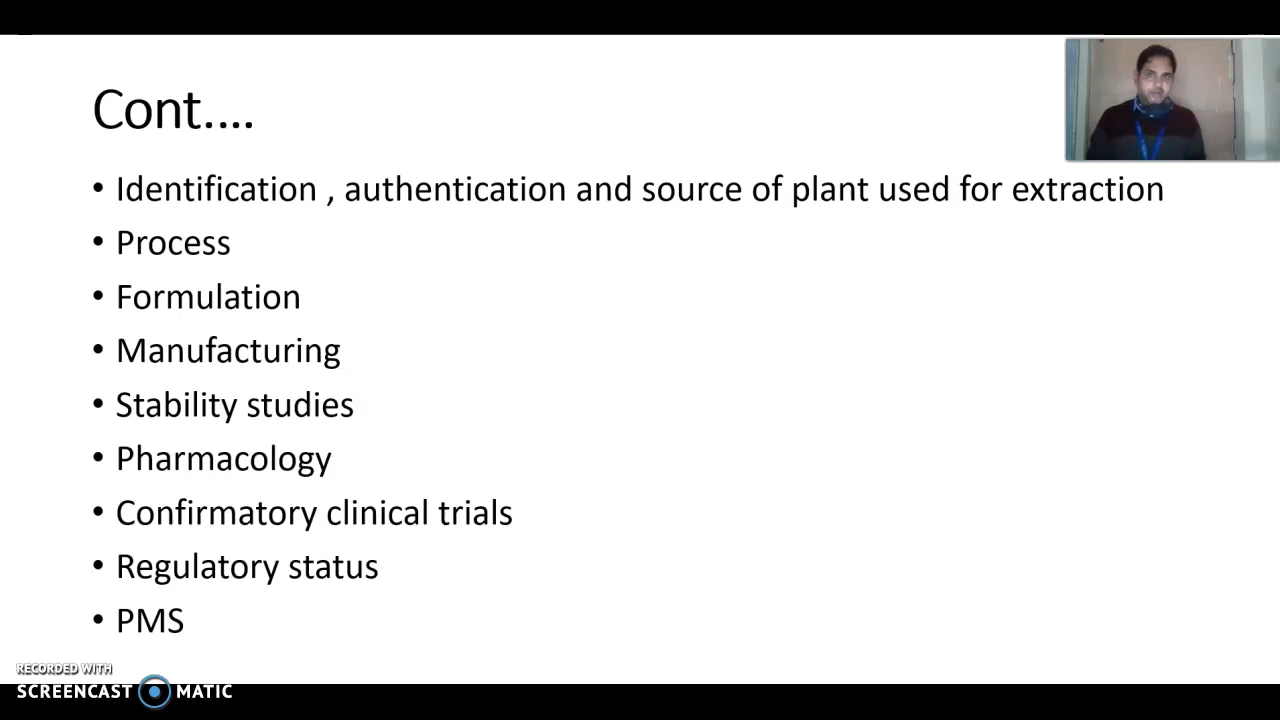 Cont....
• Identification , authentication and source of plant used for extraction
• Process
• Formulation
• Manufacturing
• Stability studies
• Pharmacology
• Confirmatory clinical trials
• Regulatory status
• PMS
RECORDED WITH
SCREENCAST MATIC